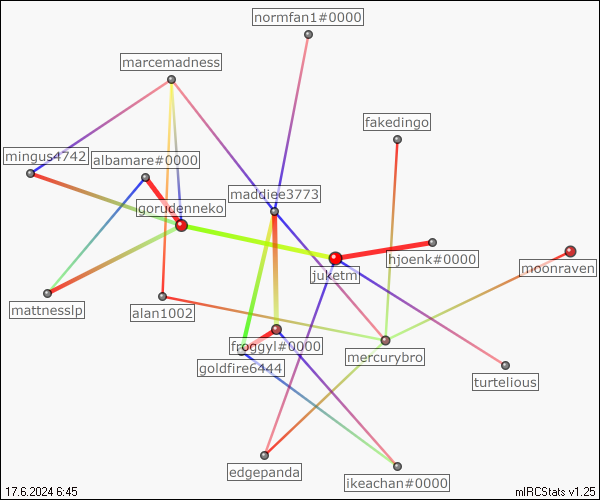 normfan1#0000
marcemadness
fakedingo
mingus4742
albamare#0000
maddiee3773
gorudenneko
hjoenk#0000
moonraven
juketm
mattnesslp
alan1002
froggyl#0000
mercurybro
goldfire6444
turtelious
edgepanda
ikeachan#0000
17.6.2024 6:45
mIRCStats v1.25